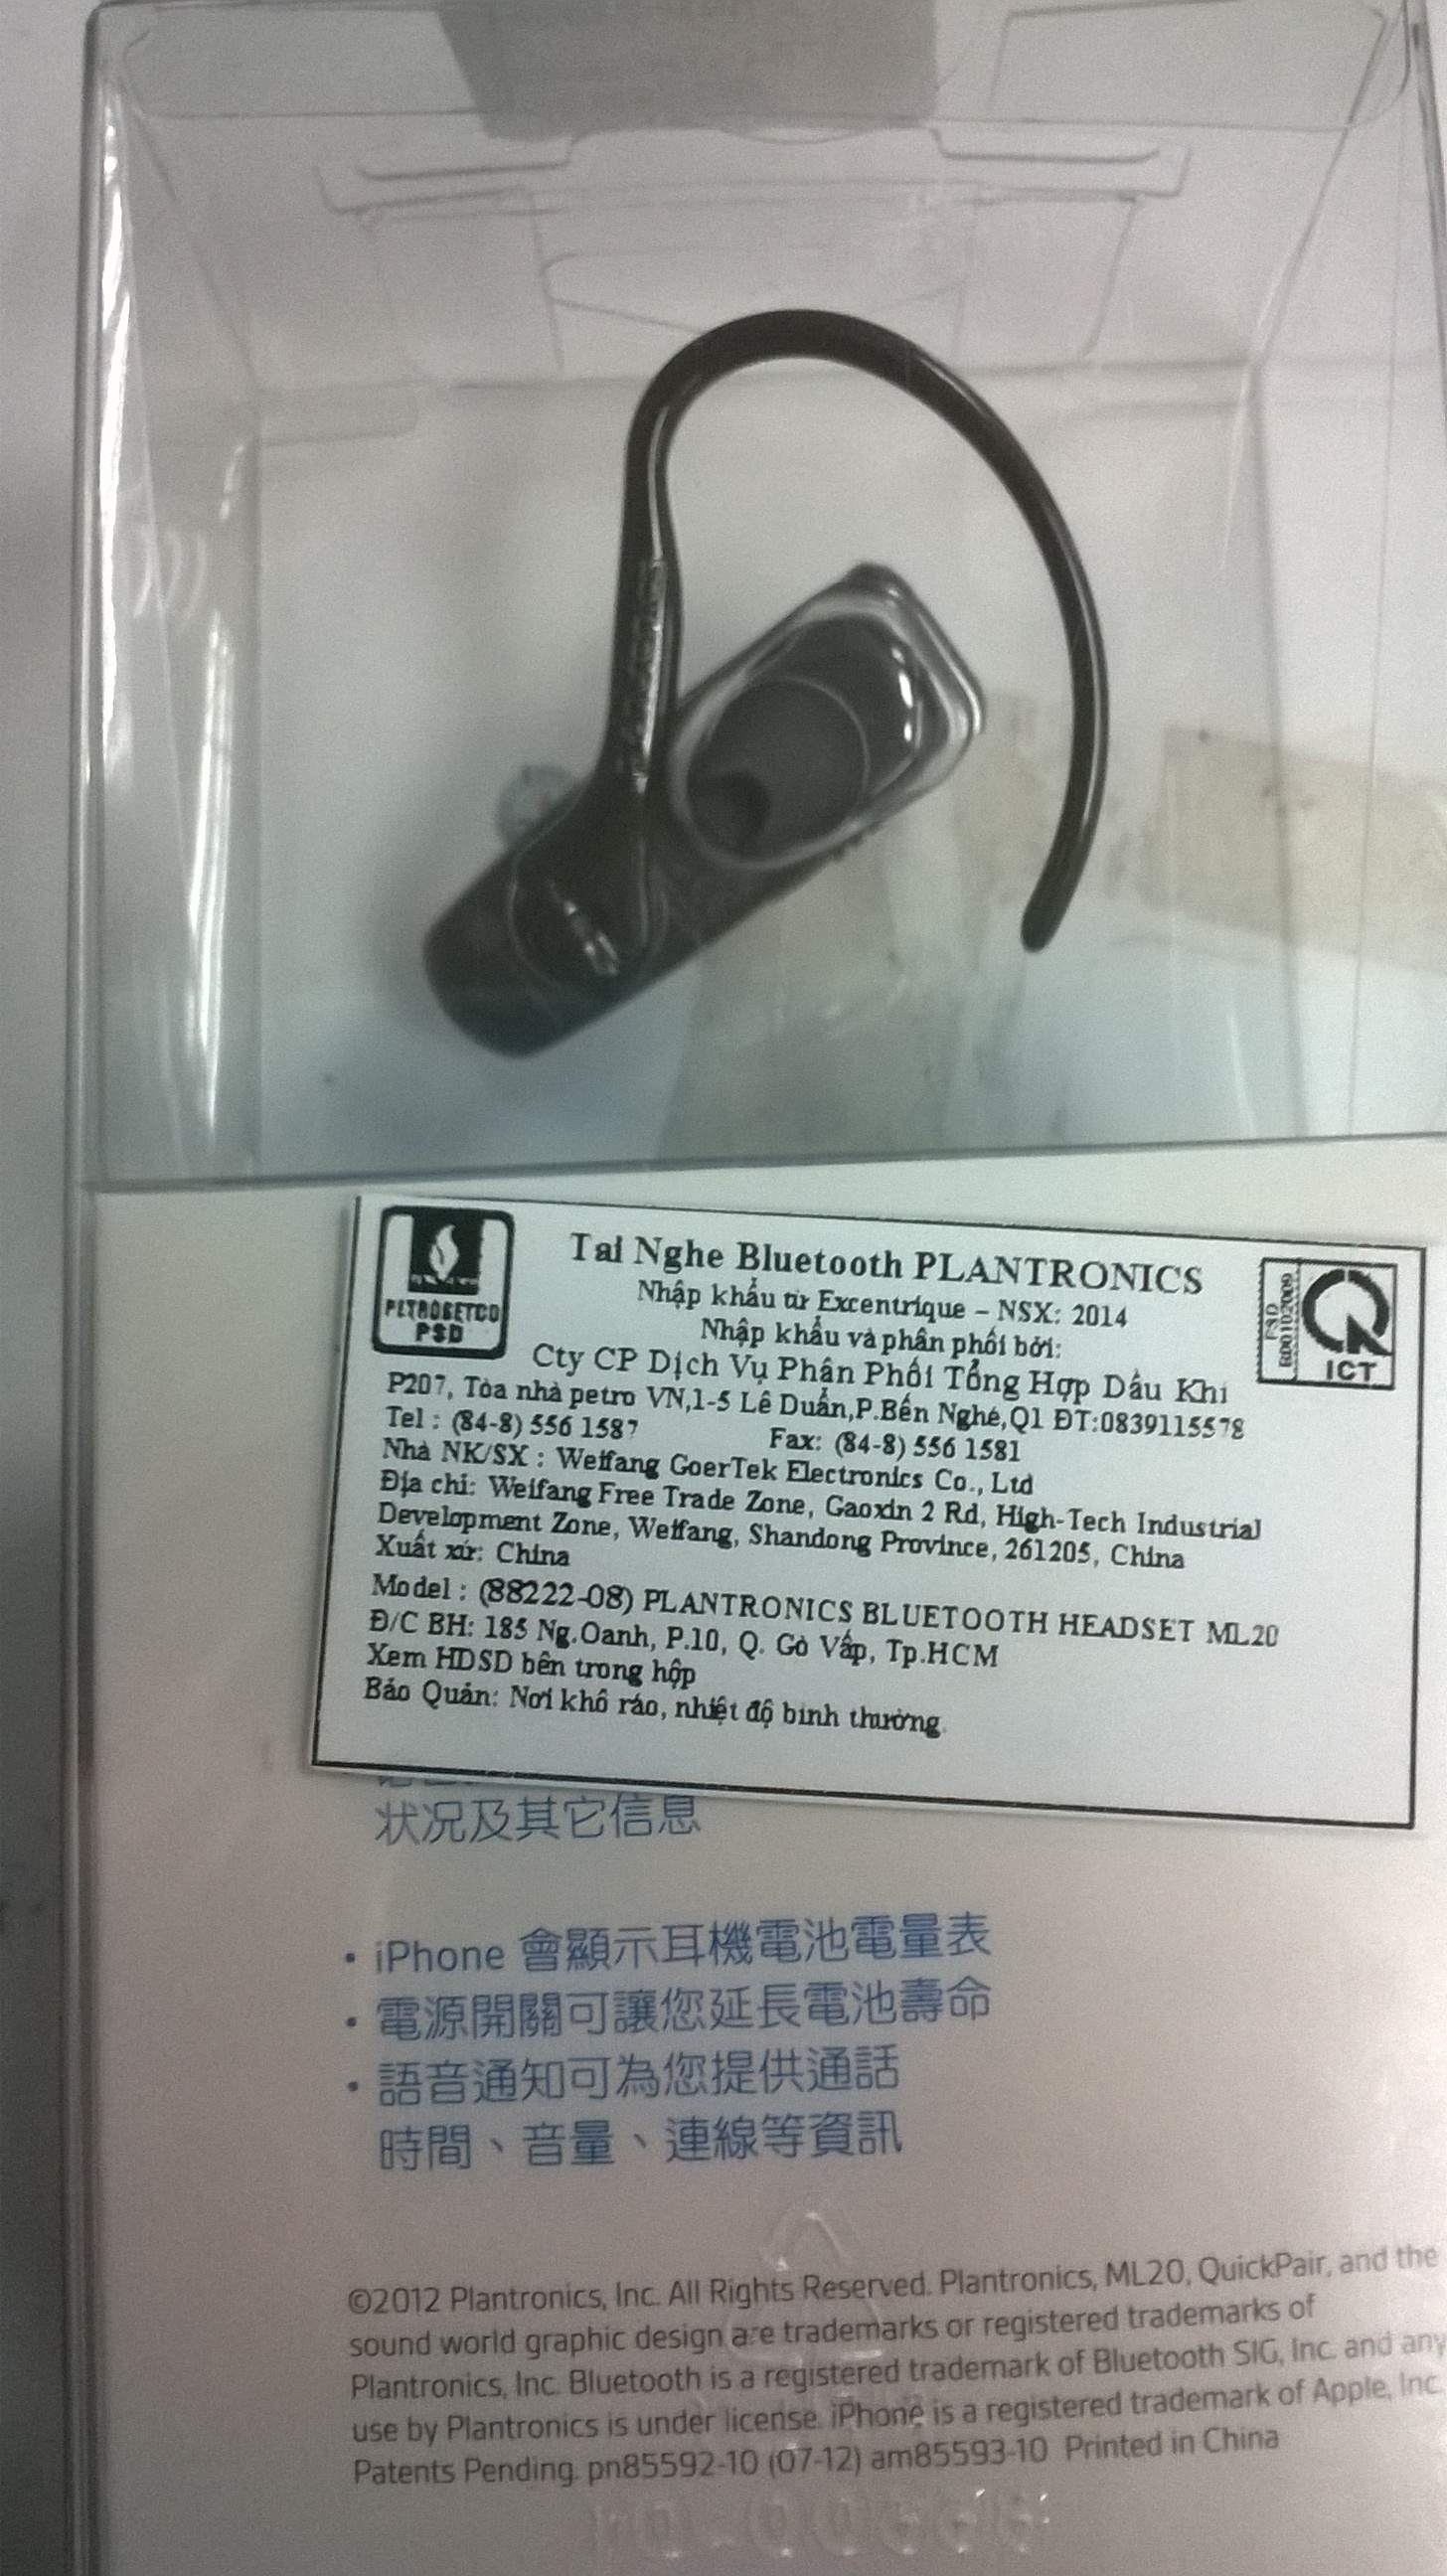 PETROSETCO
PSD
Tai Nghe Bluetooth PLANTRONICS
Nhập khẩu từ Excentrique – NSX: 2014
Nhập khẩu và phân phối bởi:
Cty CP Dịch Vụ Phân Phối Tổng Hợp Dầu Khí
PSD
ICT
P207, Tòa nhà petro VN,1-5 Lê Duẩn,P.Bến Nghé,Q1 ĐT:0839115578
Tel : (84-8) 556 1587 Fax: (84-8) 556 1581
Nhà NK/SX : Weifang GoerTek Electronics Co., Ltd
Địa chỉ: Weifang Free Trade Zone, Gaoxin 2 Rd, High-Tech Industrial
Development Zone, Weifang, Shandong Province, 261205, China
Xuất xứ: China
Model : (88222-08) PLANTRONICS BLUETOOTH HEADSET ML20
Đ/C BH: 185 Ng.Oanh, P.10, Q. Gò Vấp, Tp.HCM
Xem HDSD bên trong hộp
Bảo Quản: Nơi khô ráo, nhiệt độ bình thường.
状况及其它信息
• iPhone 會顯示耳機電池電量表
• 電源開關可讓您延長電池壽命
• 語音通知可為您提供通話
時間、音量、連線等資訊
©2012 Plantronics, Inc. All Rights Reserved. Plantronics, ML20, QuickPair, and the
sound world graphic design are trademarks or registered trademarks of
Plantronics, Inc. Bluetooth is a registered trademark of Bluetooth SIG, Inc. and any
use by Plantronics is under license. iPhone is a registered trademark of Apple, Inc.
Patents Pending. pn85592-10 (07-12) am85593-10 Printed in China